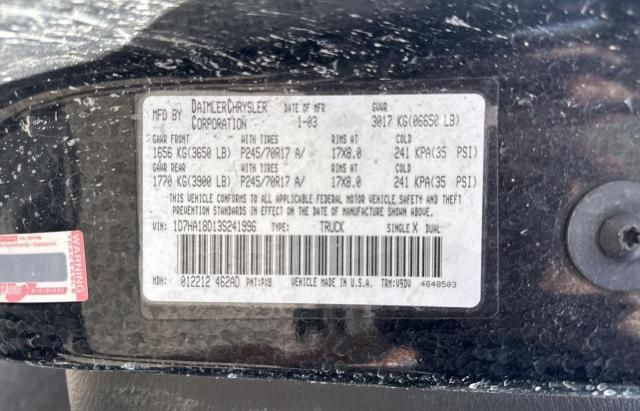 MFD BY DAIMLERCHRYSLER CORPORATION DATE OF MFR 1-03 GVWR 3017 KG(06650 LB)
GAWR FRONT WITH TIRES RIMS AT COLD
1656 KG(3650 LB) P245/70R17 A/ 17X8.0 241 KPA(35 PSI)
GAWR REAR WITH TIRES RIMS AT COLD
1770 KG(3900 LB) P245/70R17 A/ 17X8.0 241 KPA(35 PSI)
THIS VEHICLE CONFORMS TO ALL APPLICABLE FEDERAL MOTOR VEHICLE SAFETY AND THEFT
PREVENTION STANDARDS IN EFFECT ON THE DATE OF MANUFACTURE SHOWN ABOVE.
VIN: 1D7HA18D13S241996 TYPE: TRUCK SINGLE X DUAL
MDH: 012212 462AD PNT:PX8 VEHICLE MADE IN U.S.A. TRM:V9DV 4648503
WARNING